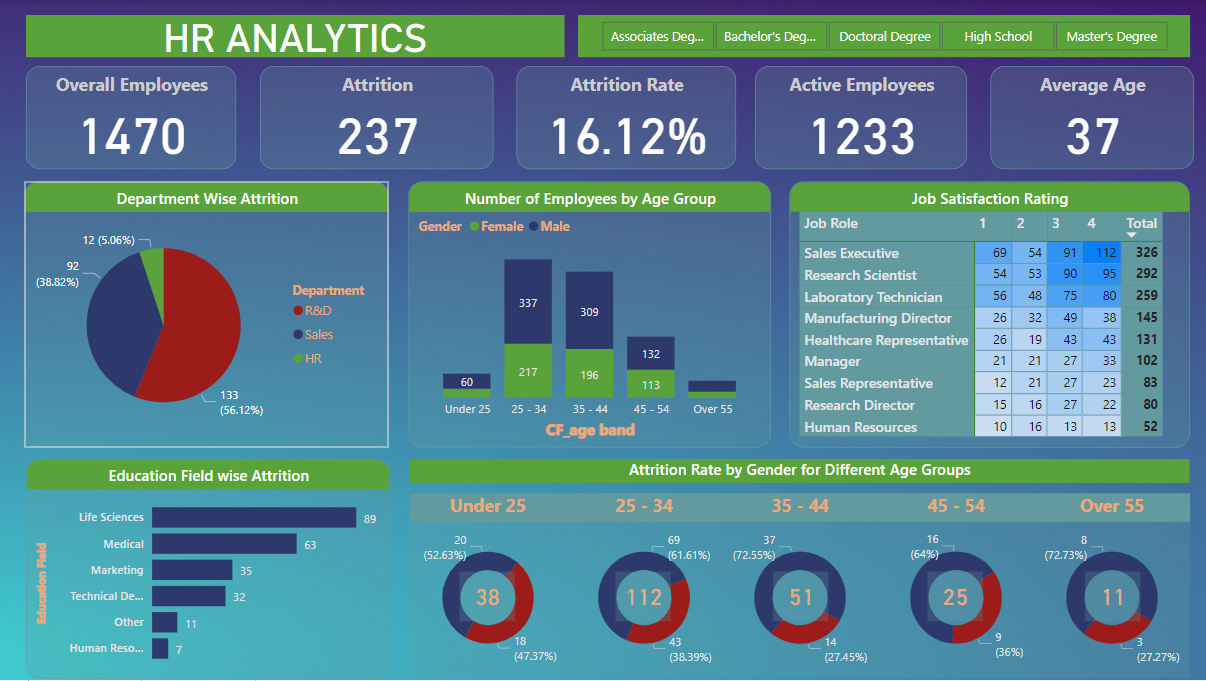 HR ANALYTICS
Associates Deg... Bachelor's Deg... Doctoral Degree High School Master's Degree
Overall Employees
1470
Attrition
237
Attrition Rate
16.12%
Active Employees
1233
Average Age
37
Department Wise Attrition
12 (5.06%)
92
(38.82%)
133
(56.12%)
Department
R&D
Sales
HR
Number of Employees by Age Group
Gender Female Male
60
337
217
309
196
132
113
Under 25 25 - 34 35 - 44 45 - 54 Over 55
CF_age band
Job Satisfaction Rating
Job Role 1 2 3 4 Total
Sales Executive 69 54 91 112 326
Research Scientist 54 53 90 95 292
Laboratory Technician 56 48 75 80 259
Manufacturing Director 26 32 49 38 145
Healthcare Representative 26 19 43 43 131
Manager 21 21 27 33 102
Sales Representative 12 21 27 23 83
Research Director 15 16 27 22 80
Human Resources 10 16 13 13 52
Education Field wise Attrition
Education Field
Life Sciences 89
Medical 63
Marketing 35
Technical De... 32
Other 11
Human Reso... 7
Attrition Rate by Gender for Different Age Groups
Under 25 25 - 34 35 - 44 45 - 54 Over 55
20
(52.63%)
38
18
(47.37%)
69
(61.61%)
112
43
(38.39%)
37
(72.55%)
51
14
(27.45%)
16
(64%)
25
9
(36%)
8
(72.73%)
11
3
(27.27%)